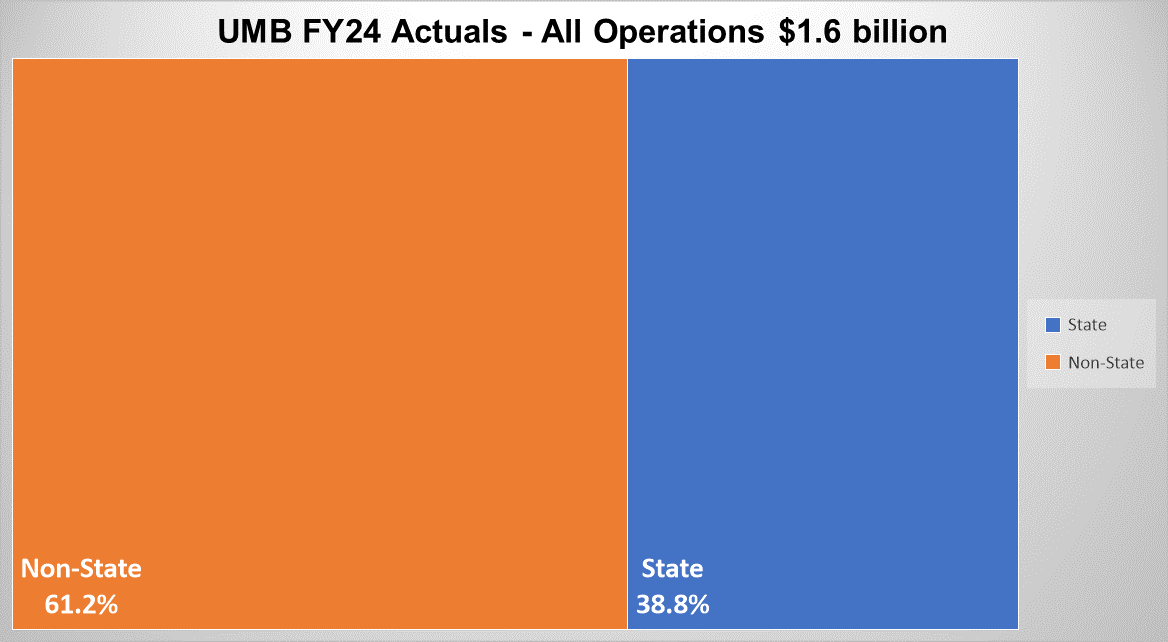 UMB FY24 Actuals - All Operations $1.6 billion
Non-State
61.2%
State
38.8%
State
Non-State